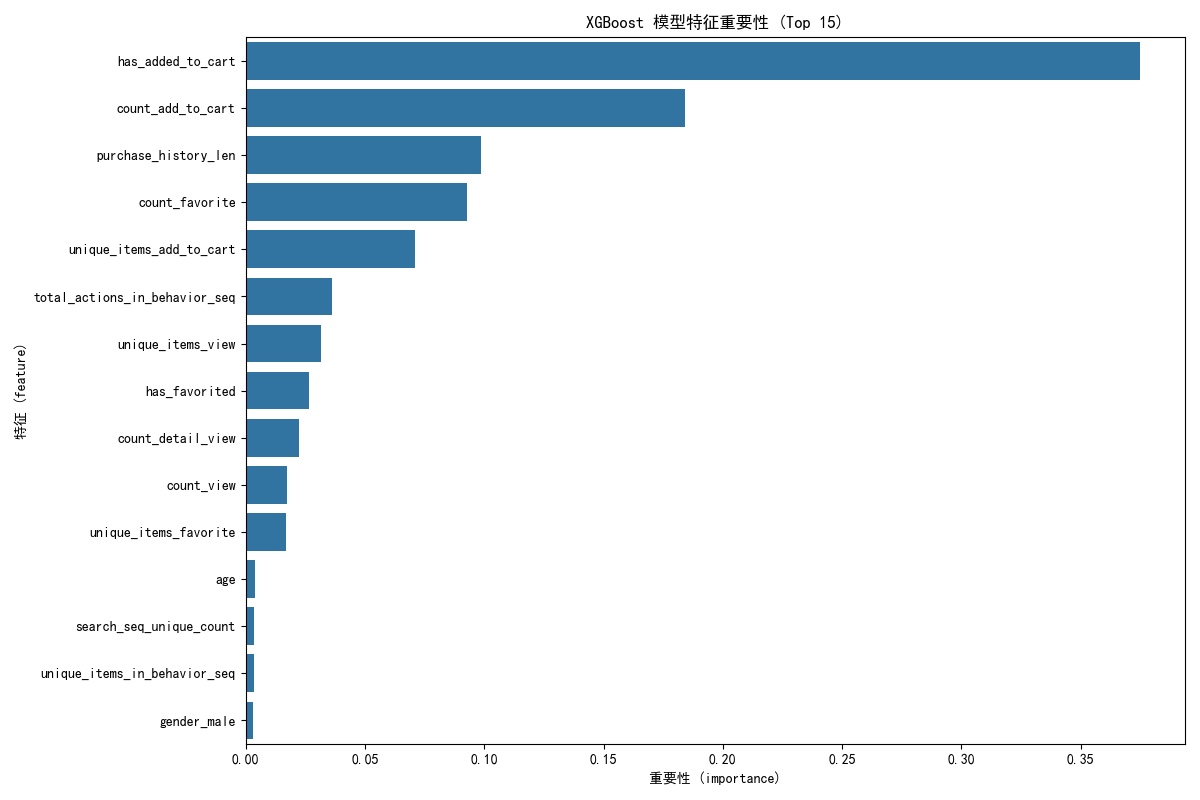 XGBoost 模型特征重要性 (Top 15)
has_added_to_cart
count_add_to_cart
purchase_history_len
count_favorite
unique_items_add_to_cart
total_actions_in_behavior_seq
unique_items_view
has_favorited
count_detail_view
count_view
unique_items_favorite
age
search_seq_unique_count
unique_items_in_behavior_seq
gender_male
特征 (feature)
0.00 0.05 0.10 0.15 0.20 0.25 0.30 0.35
重要性 (importance)